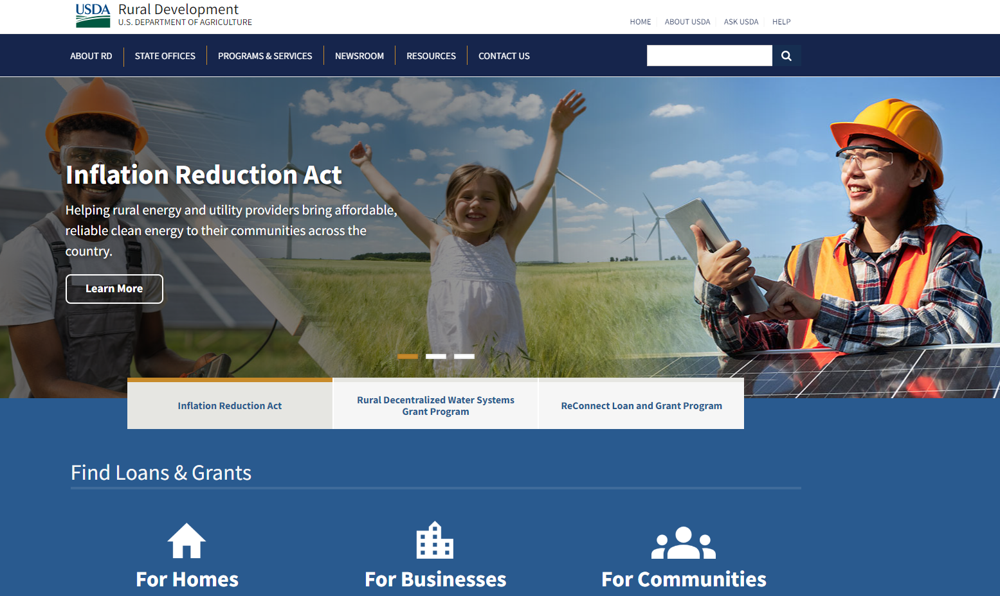 USDA
Rural Development
U.S. DEPARTMENT OF AGRICULTURE
HOME
ABOUT USDA
ASK USDA
HELP
ABOUT RD
STATE OFFICES
PROGRAMS & SERVICES
NEWSROOM
RESOURCES
CONTACT US
Inflation Reduction Act
Helping rural energy and utility providers bring affordable,
reliable clean energy to their communities across the
country.
Learn More
Inflation Reduction Act
Rural Decentralized Water Systems
Grant Program
ReConnect Loan and Grant Program
Find Loans & Grants
For Homes
For Businesses
For Communities